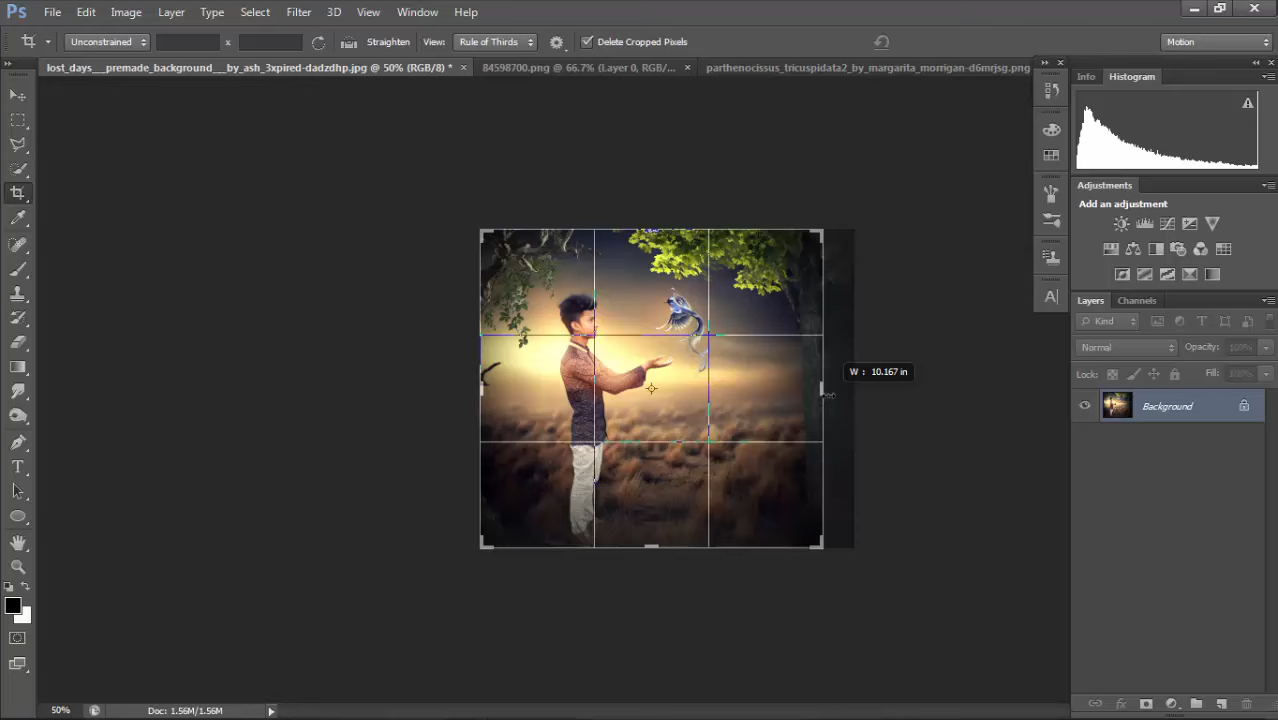 Ps File Edit Image Layer Type Select Filter 3D View Window Help
Unconstrained x Straighten View: Rule of Thirds Delete Cropped Pixels Motion
lost_days___premade_background___by_ash_3xpired-dadzdhp.jpg @ 50% (RGB/8) * × 84598700.png @ 66.7% (Layer 0, RGB/... × parthenocissus_tricuspidata2_by_margarita_morrigan-d6mrjsg.png
Info Histogram
Adjustments
Add an adjustment
Layers Channels
Kind
Normal Opacity: 100%
Lock: Fill: 100%
Background
W : 10.167 in
50% Doc: 1.56M/1.56M